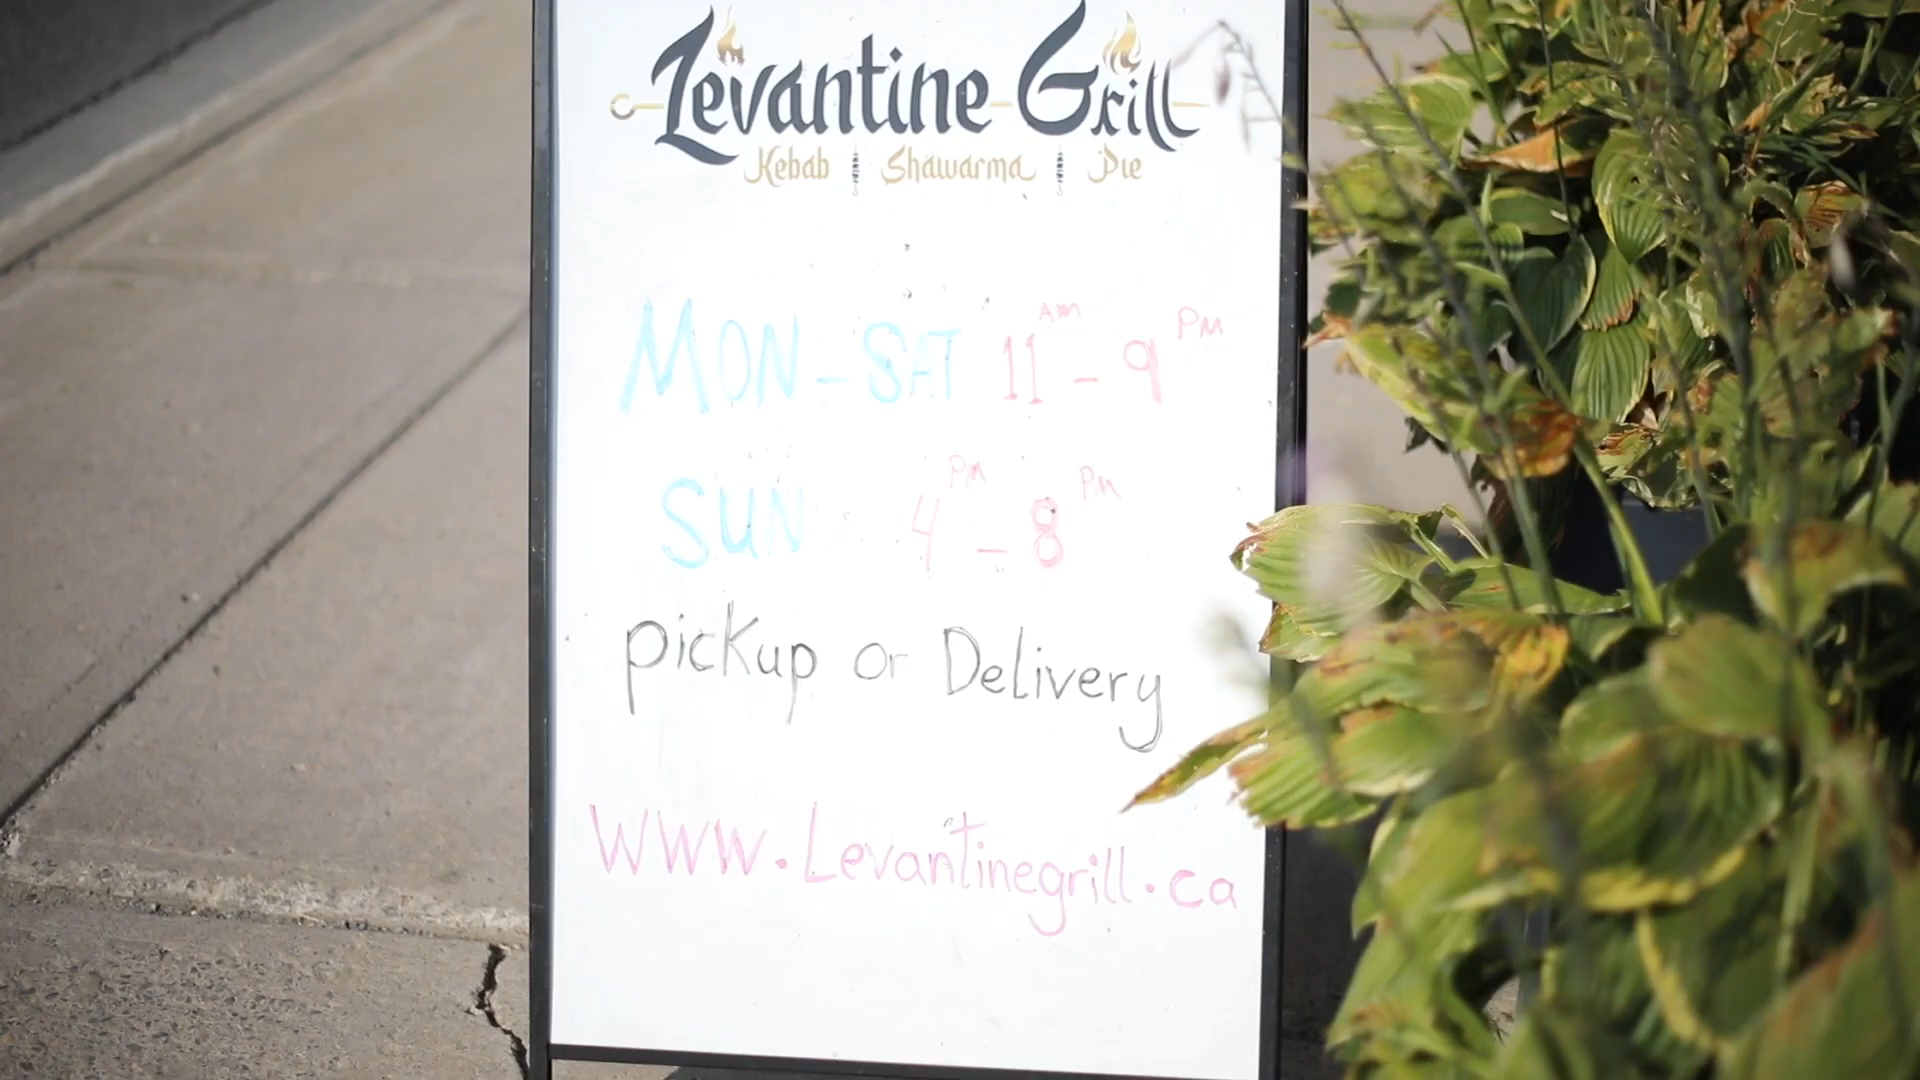 Levantine Grill
Kebab | Shawarma | Pie
MON - SAT 11 AM - 9 PM
SUN 4 PM - 8 PM
pickup or Delivery
www.Levantinegrill.ca